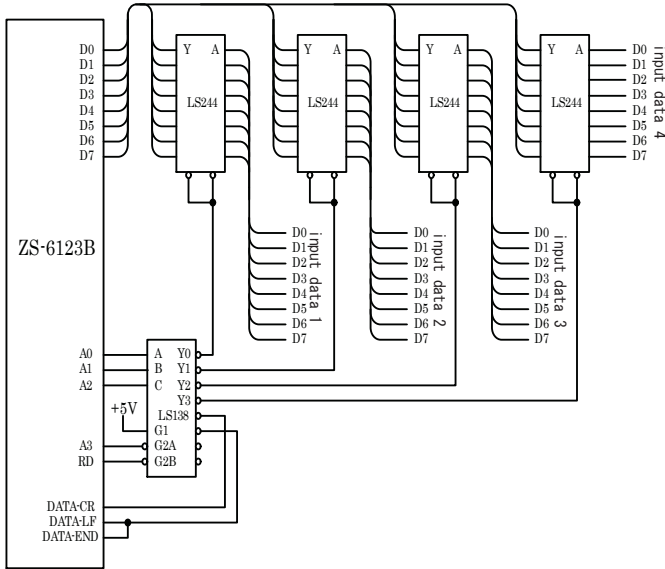 D0
D1
D2
D3
D4
D5
D6
D7
Y A
LS244
Y A
LS244
Y A
LS244
Y A
LS244
D0
D1
D2
D3
D4
D5
D6
D7
input data 4
D0
D1
D2
D3
D4
D5
D6
D7
input data 1
D0
D1
D2
D3
D4
D5
D6
D7
input data 2
D0
D1
D2
D3
D4
D5
D6
D7
input data 3
ZS-6123B
A0
A1
A2
+5V
A3
RD
A Y0
B Y1
C Y2
Y3
LS138
G1
G2A
G2B
DATA-CR
DATA-LF
DATA-END